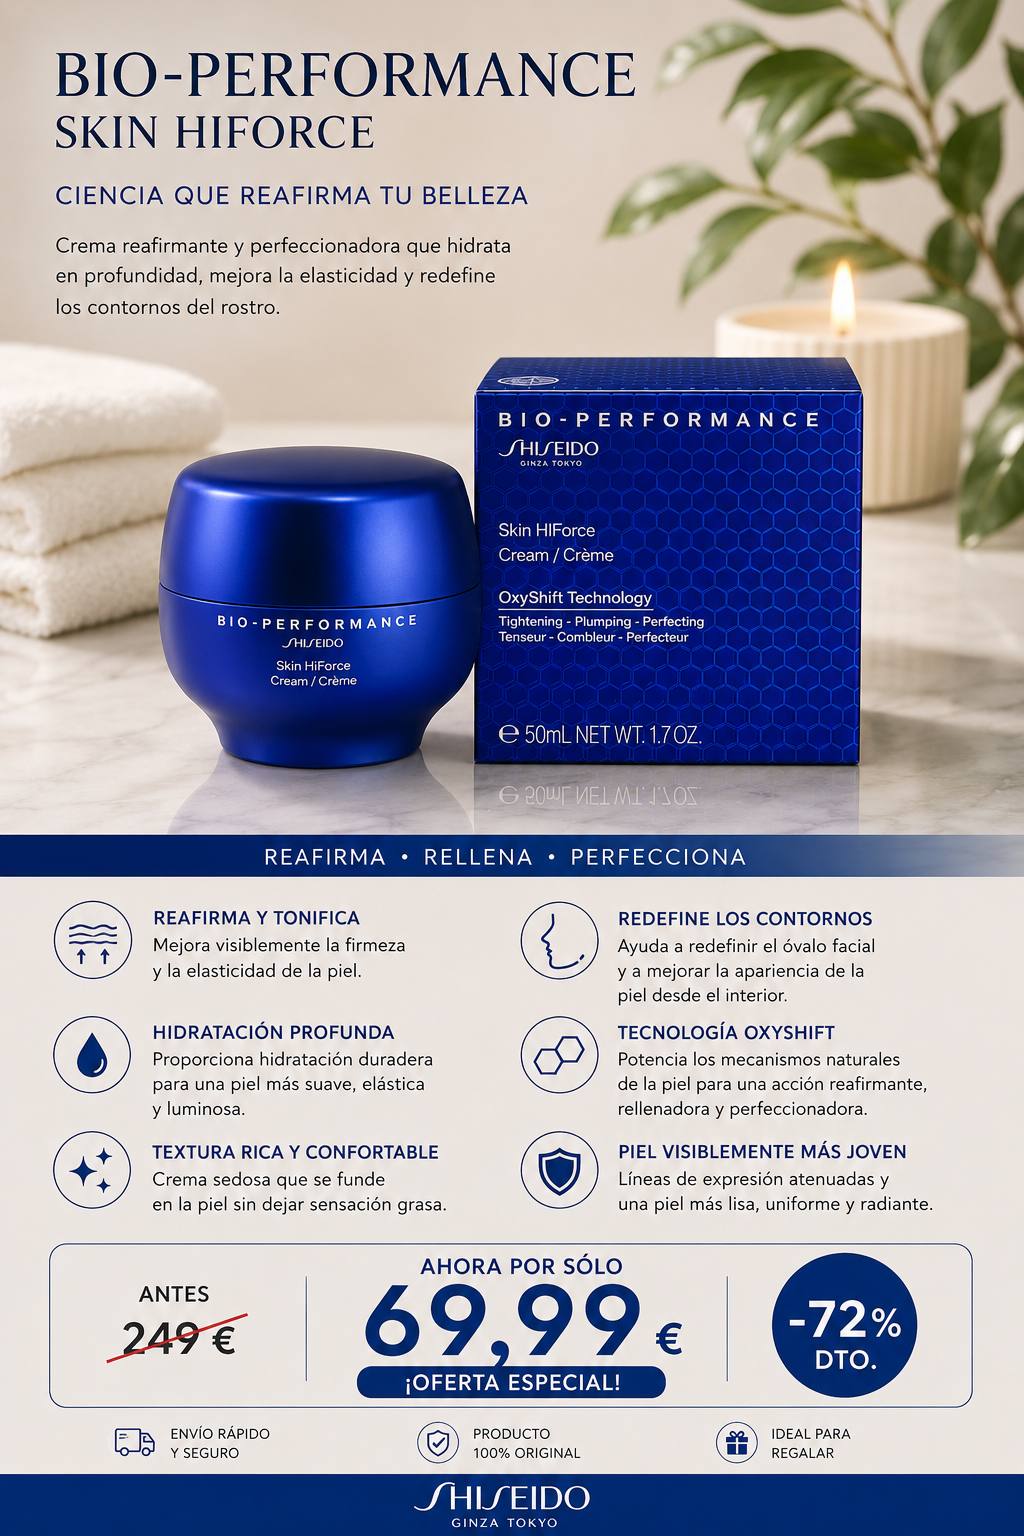 BIO-PERFORMANCE
SKIN HIFORCE
CIENCIA QUE REAFIRMA TU BELLEZA
Crema reafirmante y perfeccionadora que hidrata
en profundidad, mejora la elasticidad y redefine
los contornos del rostro.
BIO-PERFORMANCE
SHISEIDO
GINZA TOKYO
Skin HIForce
Cream / Crème
OxyShift Technology
Tightening - Plumping - Perfecting
Tenseur - Combleur - Perfecteur
℮ 50mL NET WT. 1.7 OZ.
BIO-PERFORMANCE
SHISEIDO
Skin HiForce
Cream / Crème
℮ 50mL NET WT. 1.7 OZ.
REAFIRMA • RELLENA • PERFECCIONA
REAFIRMA Y TONIFICA
Mejora visiblemente la firmeza
y la elasticidad de la piel.
REDEFINE LOS CONTORNOS
Ayuda a redefinir el óvalo facial
y a mejorar la apariencia de la
piel desde el interior.
HIDRATACIÓN PROFUNDA
Proporciona hidratación duradera
para una piel más suave, elástica
y luminosa.
TECNOLOGÍA OXYSHIFT
Potencia los mecanismos naturales
de la piel para una acción reafirmante,
rellenadora y perfeccionadora.
TEXTURA RICA Y CONFORTABLE
Crema sedosa que se funde
en la piel sin dejar sensación grasa.
PIEL VISIBLEMENTE MÁS JOVEN
Líneas de expresión atenuadas y
una piel más lisa, uniforme y radiante.
ANTES
249 €
AHORA POR SÓLO
69,99 €
¡OFERTA ESPECIAL!
-72%
DTO.
ENVÍO RÁPIDO
Y SEGURO
PRODUCTO
100% ORIGINAL
IDEAL PARA
REGALAR
SHISEIDO
GINZA TOKYO